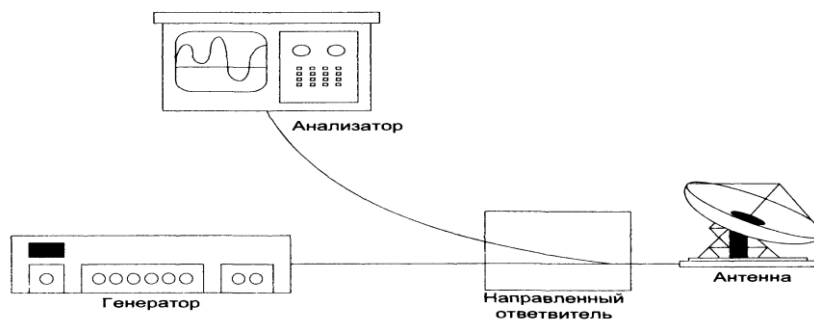 Анализатор
Генератор
Направленный
ответвитель
Антенна